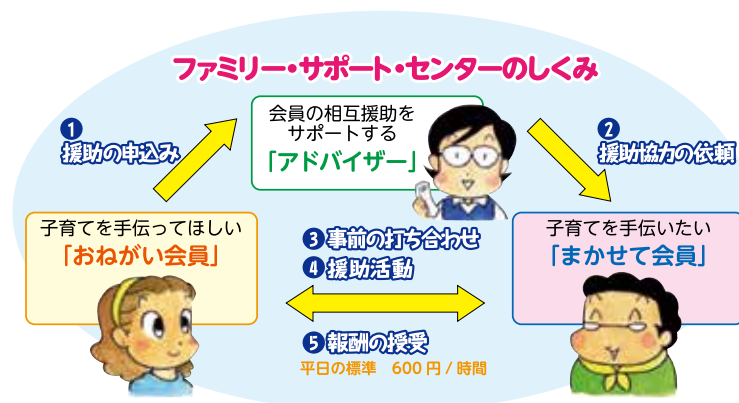 ファミリー・サポート・センターのしくみ
会員の相互援助を
サポートする
「アドバイザー」
1
援助の申込み
2
援助協力の依頼
子育てを手伝ってほしい
「おねがい会員」
子育てを手伝いたい
「まかせて会員」
3 事前の打ち合わせ
4 援助活動
5 報酬の授受
平日の標準　600 円 / 時間